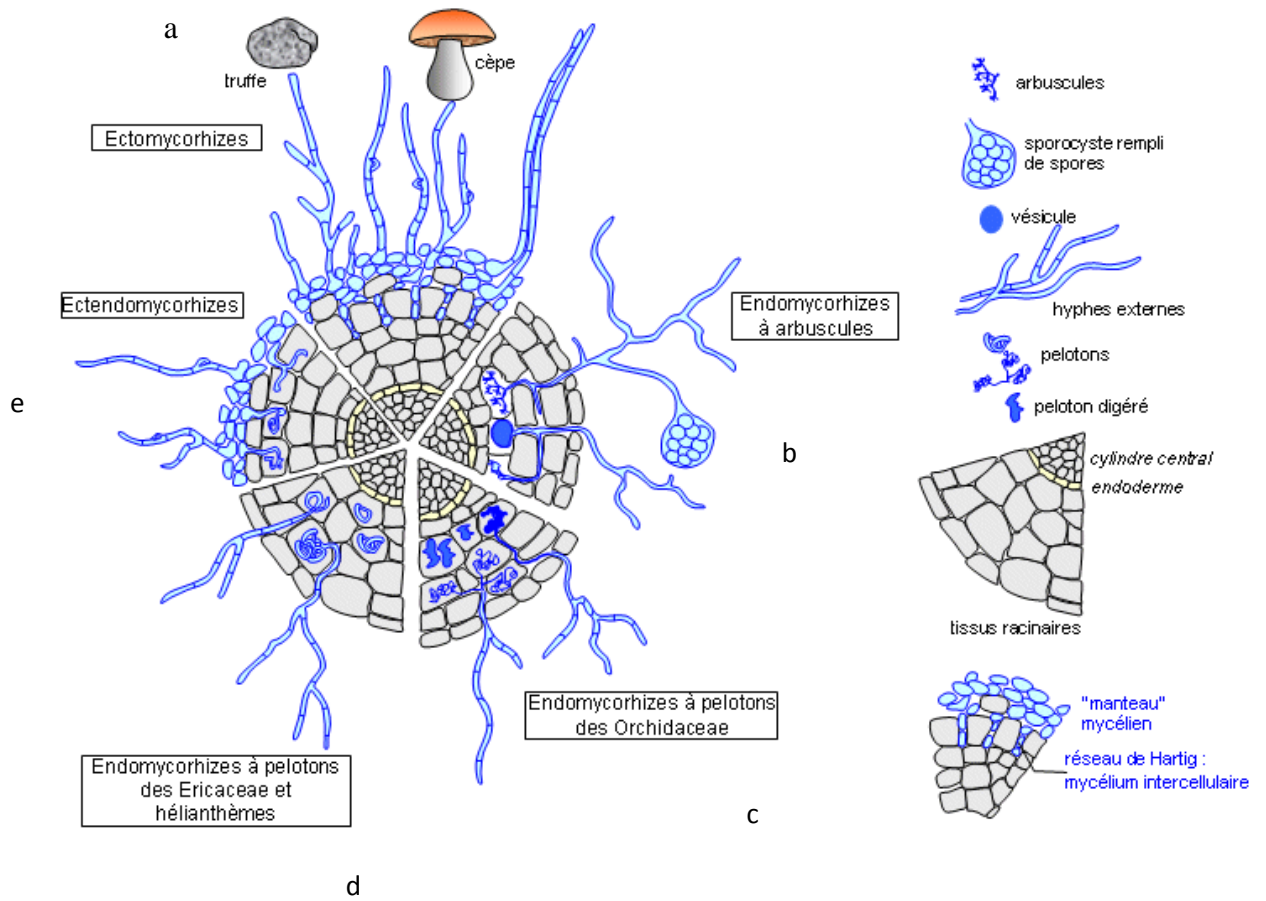 a
truffe
cèpe
Ectomycorhizes
Ectendomycorhizes
Endomycorhizes
à arbuscules
e
b
Endomycorhizes à pelotons
des Orchidaceae
Endomycorhizes à pelotons
des Ericaceae et
hélianthèmes
c
d
arbuscules
sporocyste rempli
de spores
vésicule
hyphes externes
pelotons
peloton digéré
cylindre central
endoderme
tissus racinaires
"manteau"
mycélien
réseau de Hartig :
mycélium intercellulaire